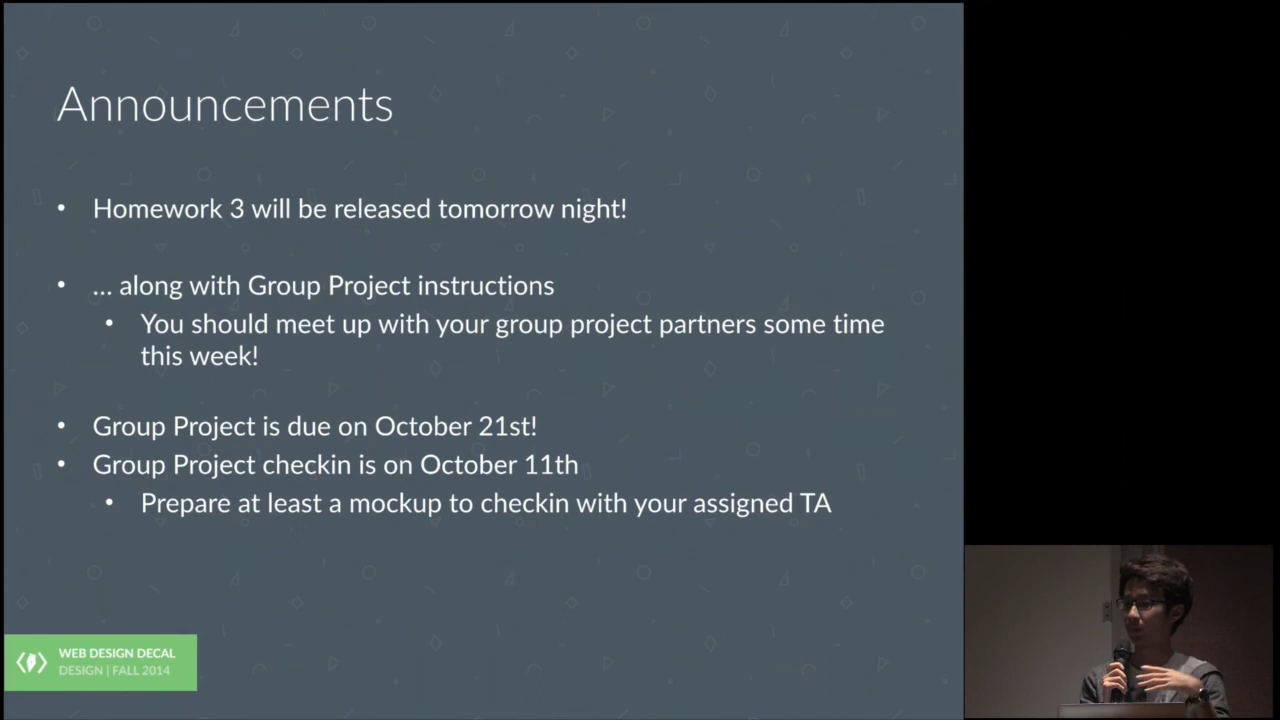 Announcements
• Homework 3 will be released tomorrow night!
• ... along with Group Project instructions
• You should meet up with your group project partners some time
this week!
• Group Project is due on October 21st!
• Group Project checkin is on October 11th
• Prepare at least a mockup to checkin with your assigned TA
WEB DESIGN DECAL
DESIGN | FALL 2014